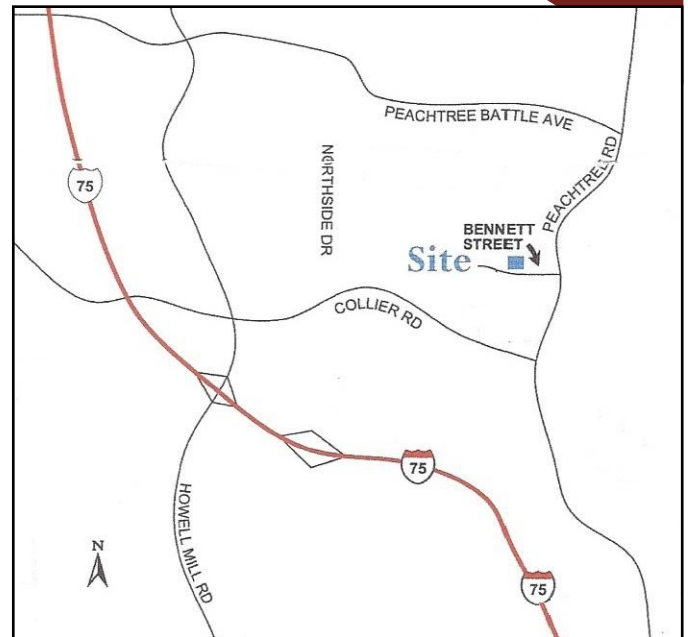 PEACHTREE BATTLE AVE
NORTHSIDE DR
PEACHTREE RD
75
BENNETT
STREET
Site
COLLIER RD
75
HOWELL MILL RD
N
75